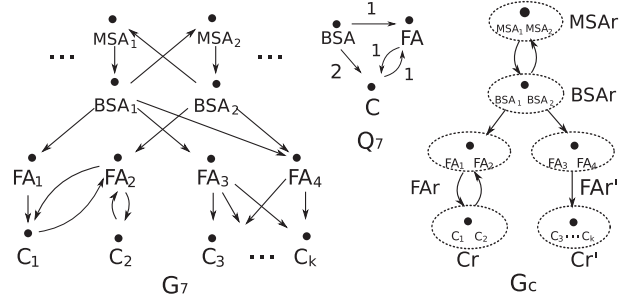 MSA1 MSA2
... ...
BSA1 BSA2
FA1 FA2 FA3 FA4
C1 C2 C3 ... Ck
G7
1
BSA FA
2 1 1
C
Q7
MSA1 MSA2 MSAr
BSA1 BSA2 BSAr
FA1 FA2 FA3 FA4
FAr FAr'
C1 C2 C3 ... Ck
Cr Cr'
Gc